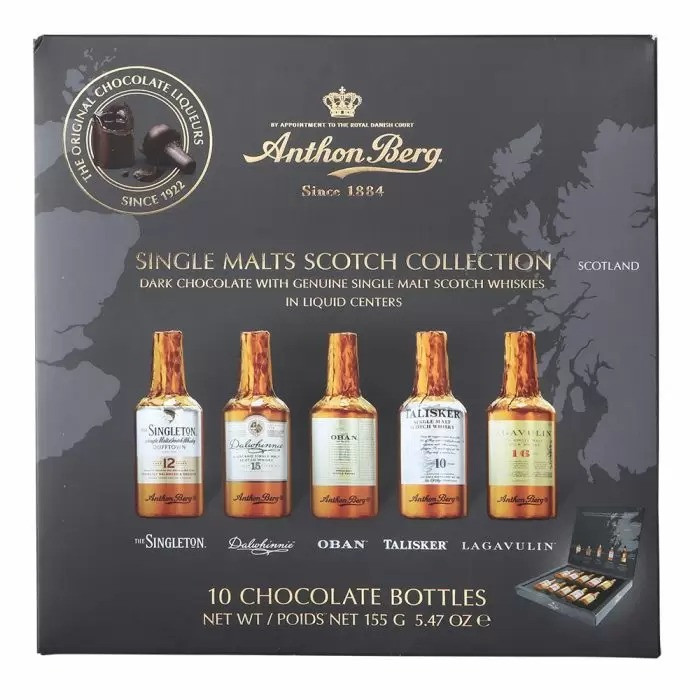 THE ORIGINAL CHOCOLATE LIQUEURS
SINCE 1922
BY APPOINTMENT TO THE ROYAL DANISH COURT
Anthon Berg
Since 1884
SINGLE MALTS SCOTCH COLLECTION
SCOTLAND
DARK CHOCOLATE WITH GENUINE SINGLE MALT SCOTCH WHISKIES
IN LIQUID CENTERS
THE SINGLETON
DUFFTOWN
12
Anthon Berg
Dalwhinnie
15
Anthon Berg
OBAN
Anthon Berg
TALISKER
SINGLE MALT
SCOTCH WHISKY
10
Anthon Berg
LAGAVULIN
16
Anthon Berg
THE SINGLETON.
Dalwhinnie
OBAN
TALISKER
LAGAVULIN
10 CHOCOLATE BOTTLES
NET WT / POIDS NET 155 G 5.47 OZ ℮